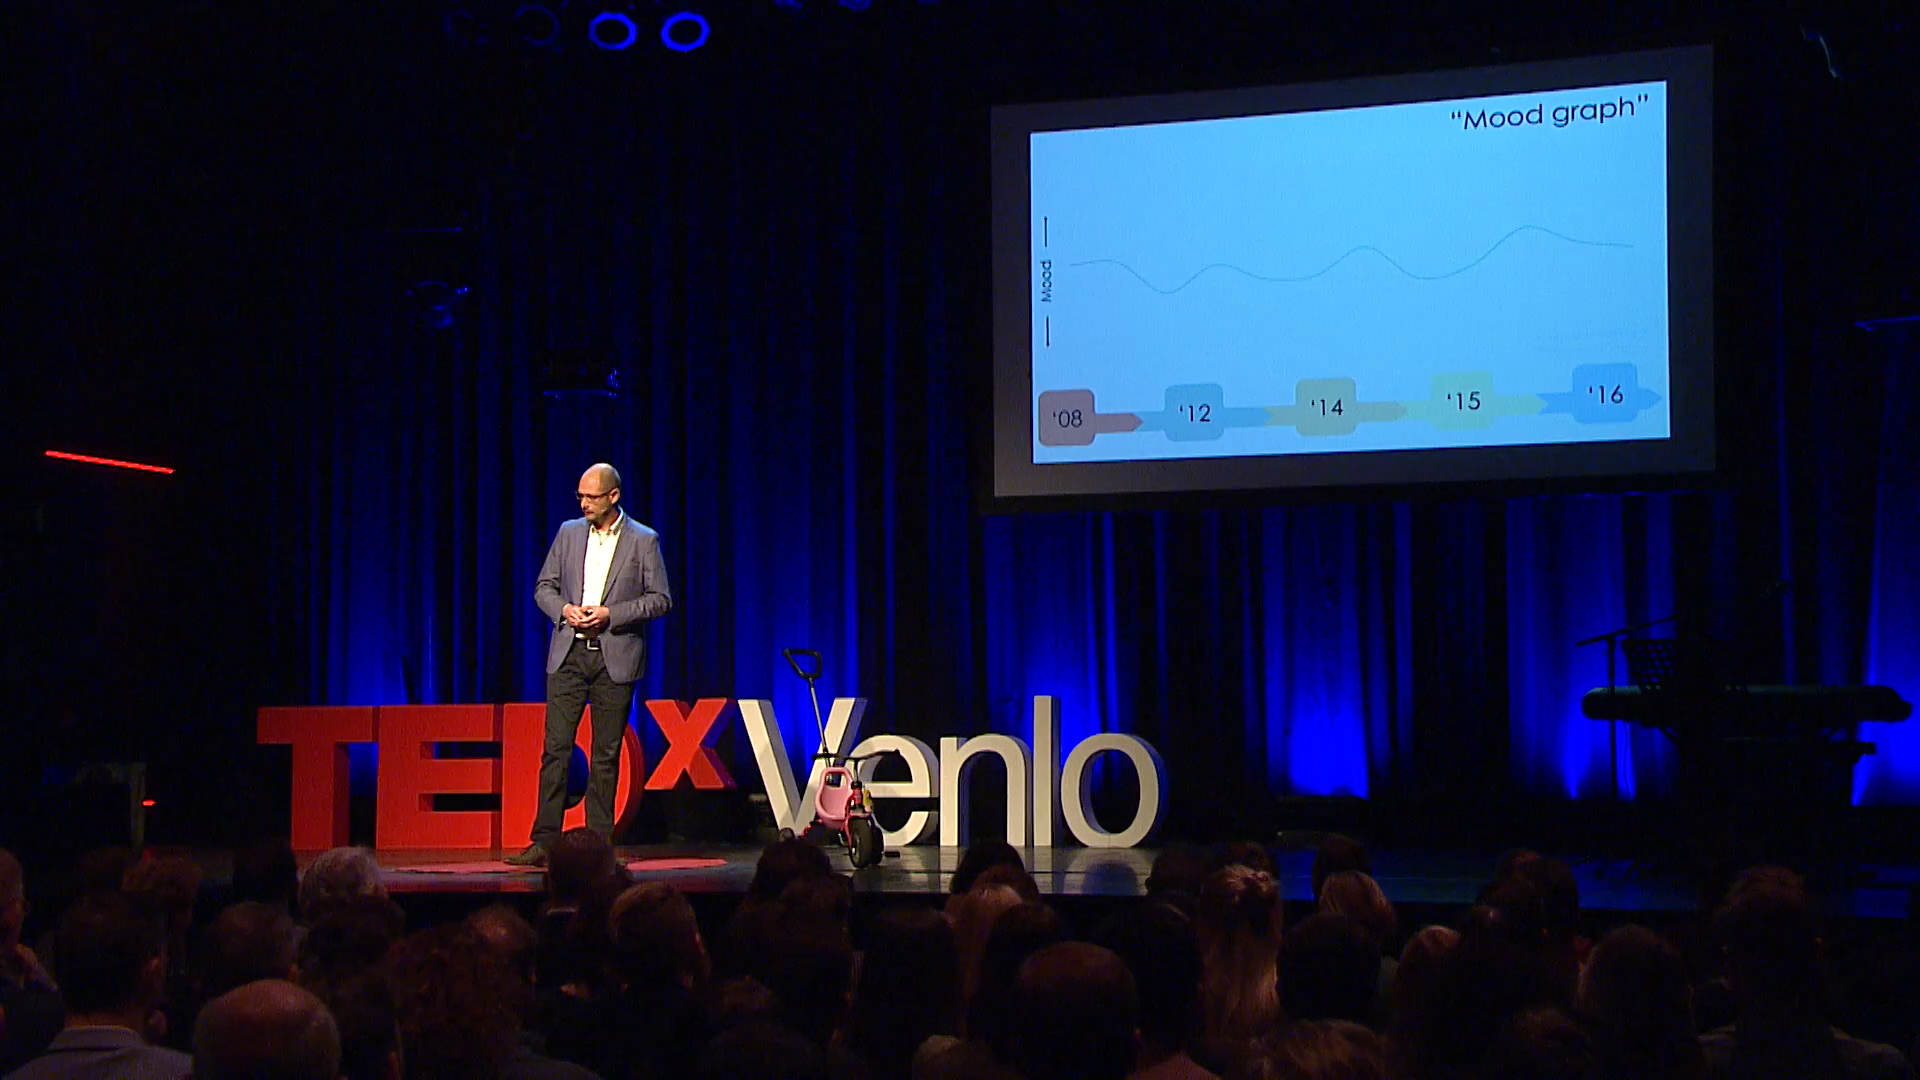 “Mood graph”
Mood
‘08
‘12
‘14
‘15
‘16
TEDxVenlo